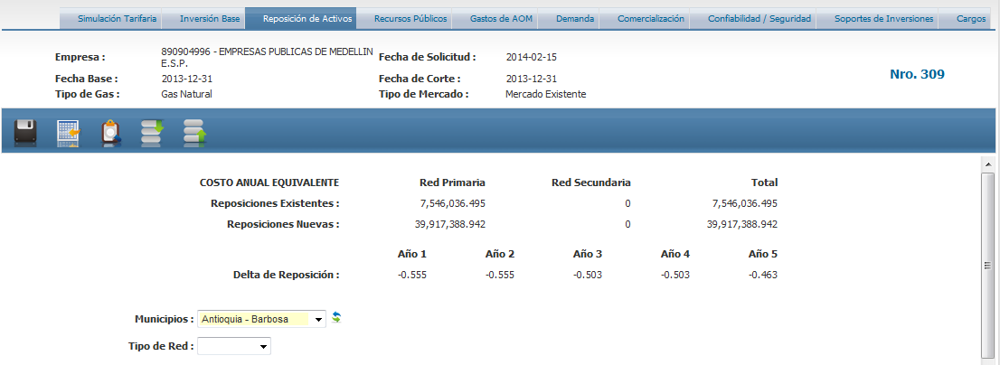 Simulación Tarifaria Inversión Base Reposición de Activos Recursos Públicos Gastos de AOM Demanda Comercialización Confiabilidad / Seguridad Soportes de Inversiones Cargos
Empresa : 890904996 - EMPRESAS PUBLICAS DE MEDELLIN E.S.P. Fecha de Solicitud : 2014-02-15
Fecha Base : 2013-12-31 Fecha de Corte : 2013-12-31 Nro. 309
Tipo de Gas : Gas Natural Tipo de Mercado : Mercado Existente
COSTO ANUAL EQUIVALENTE Red Primaria Red Secundaria Total
Reposiciones Existentes : 7,546,036.495 0 7,546,036.495
Reposiciones Nuevas : 39,917,388.942 0 39,917,388.942
Año 1 Año 2 Año 3 Año 4 Año 5
Delta de Reposición : -0.555 -0.555 -0.503 -0.503 -0.463
Municipios : Antioquia - Barbosa
Tipo de Red :